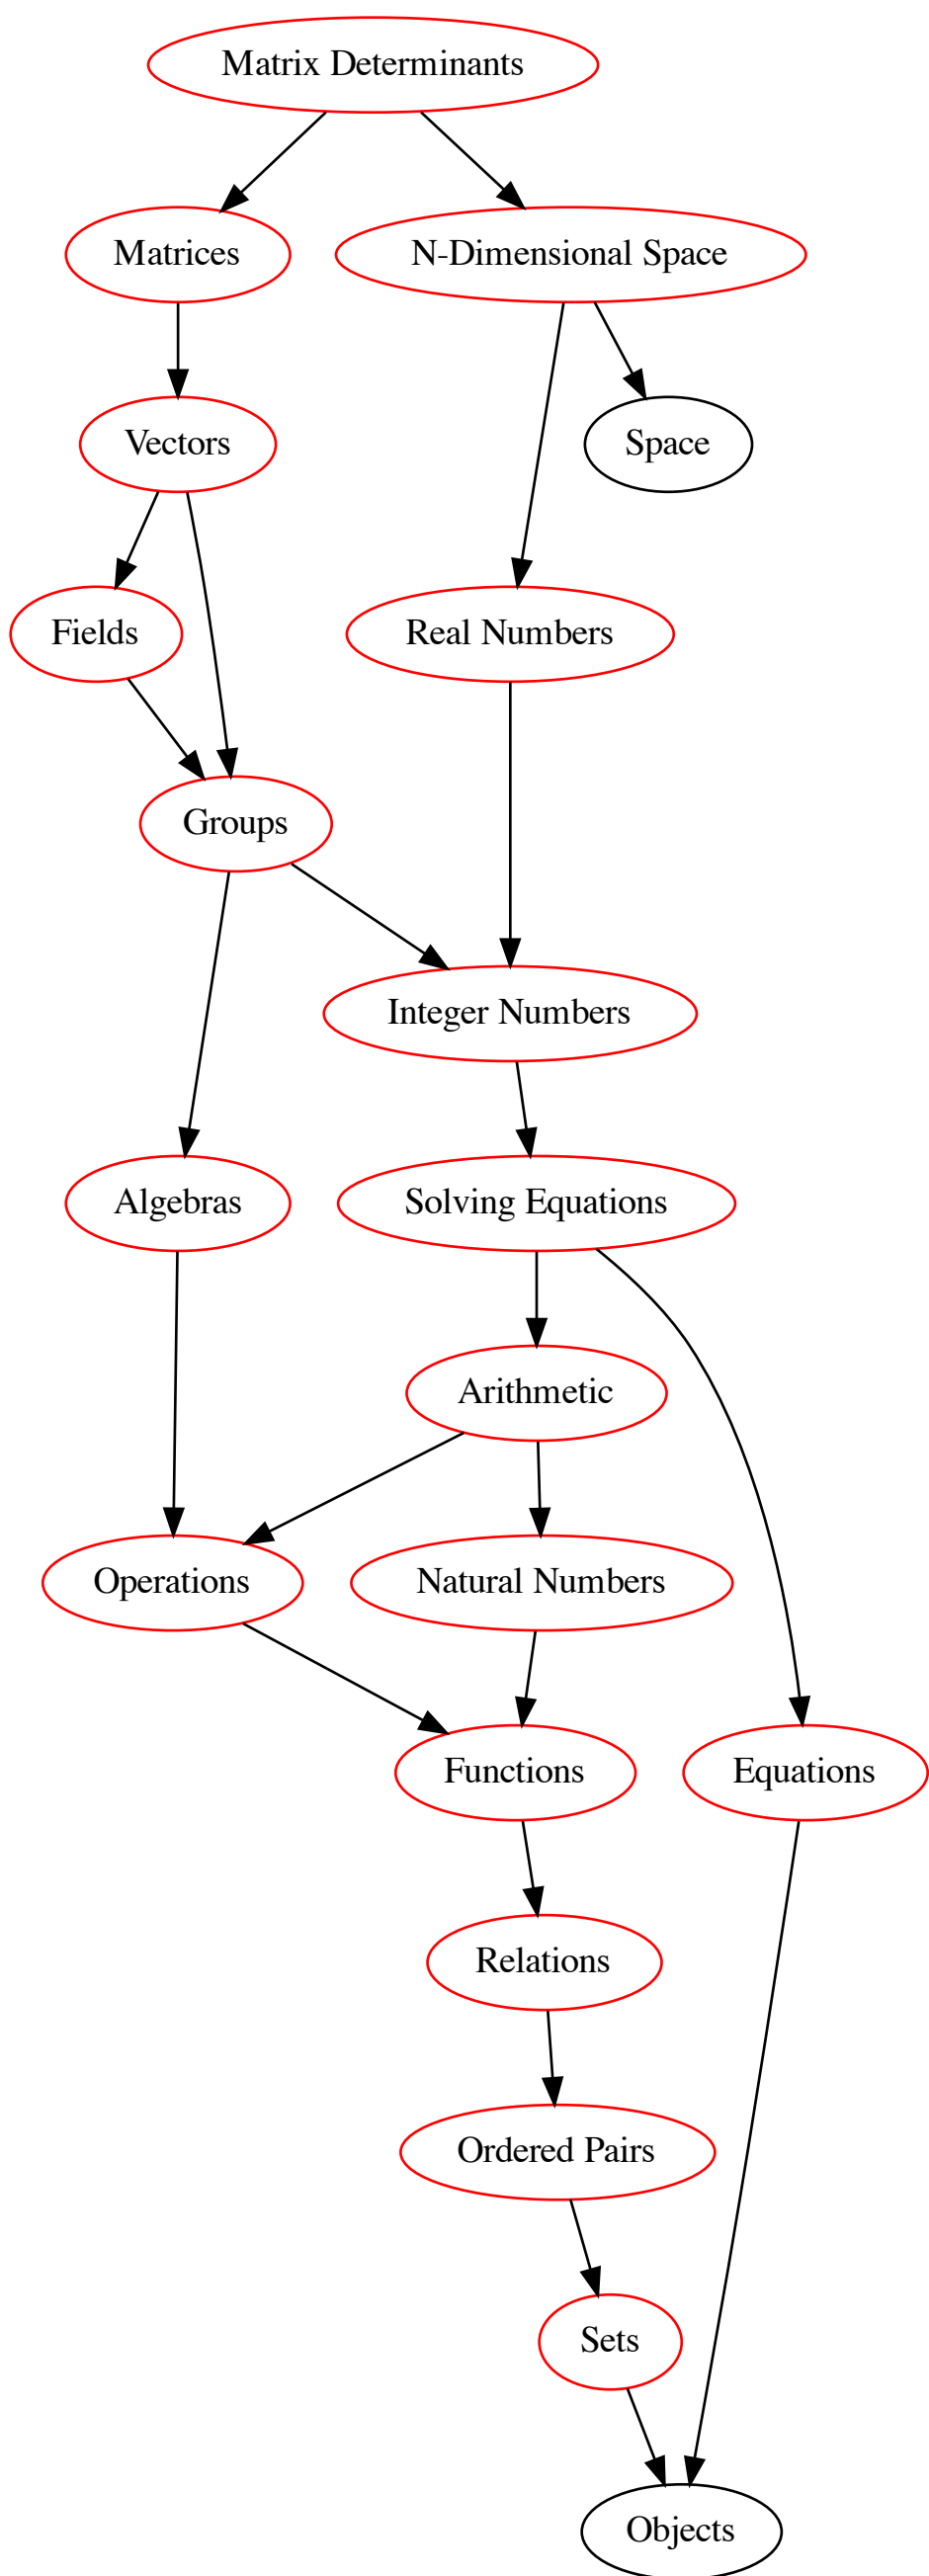 Matrix Determinants
Matrices
N-Dimensional Space
Vectors
Space
Fields
Real Numbers
Groups
Integer Numbers
Algebras
Solving Equations
Arithmetic
Operations
Natural Numbers
Functions
Equations
Relations
Ordered Pairs
Sets
Objects